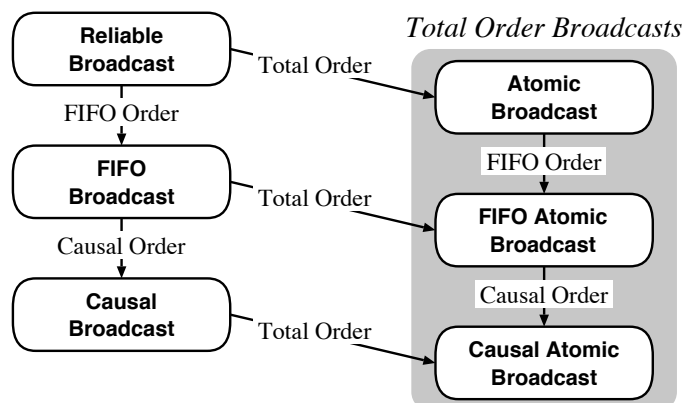 Total Order Broadcasts
Reliable
Broadcast
Total Order
Atomic
Broadcast
FIFO Order
FIFO Order
FIFO
Broadcast
Total Order
FIFO Atomic
Broadcast
Causal Order
Causal Order
Causal
Broadcast
Total Order
Causal Atomic
Broadcast